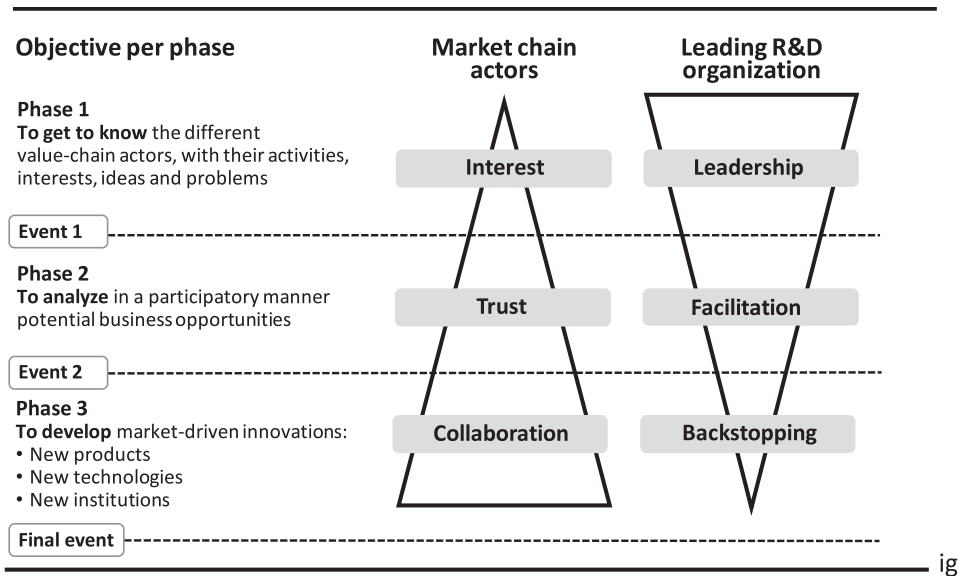 Objective per phase
Market chain
actors
Leading R&D
organization
Phase 1
To get to know the different
value-chain actors, with their activities,
interests, ideas and problems
Interest
Leadership
Event 1
Phase 2
To analyze in a participatory manner
potential business opportunities
Trust
Facilitation
Event 2
Phase 3
To develop market-driven innovations:
• New products
• New technologies
• New institutions
Collaboration
Backstopping
Final event
ig